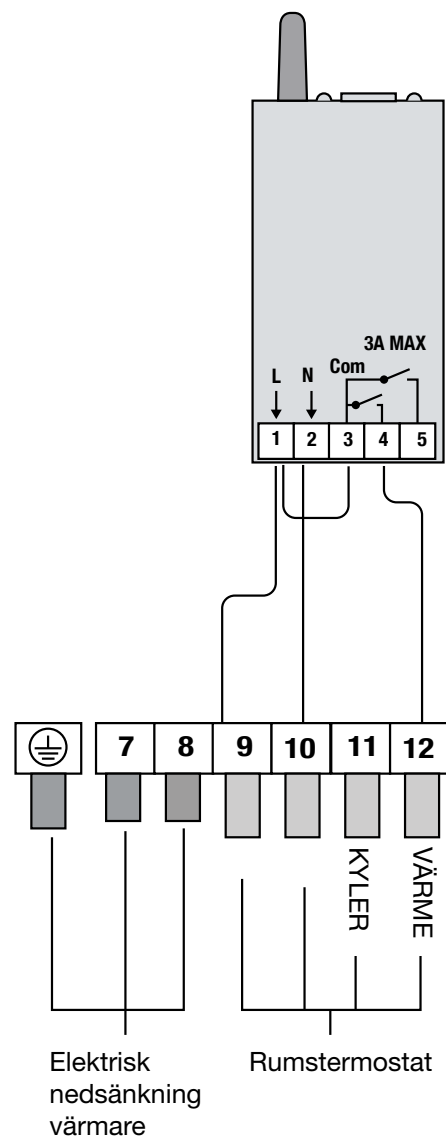 3A MAX
Com
L N
1 2 3 4 5
7 8 9 10 11 12
KYLER
VÄRME
Elektrisk
nedsänkning
värmare
Rumstermostat